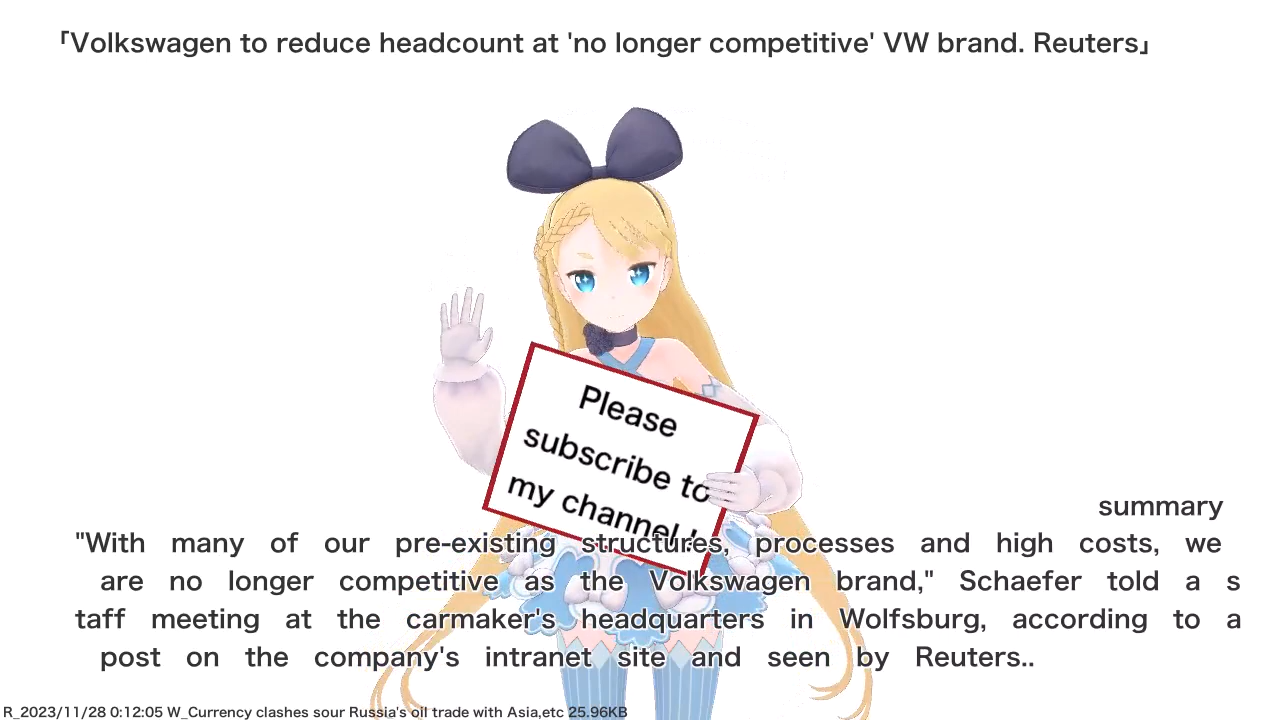 「Volkswagen to reduce headcount at 'no longer competitive' VW brand. Reuters」
Please
subscribe to
my channel !
summary
"With many of our pre-existing structures, processes and high costs, we
are no longer competitive as the Volkswagen brand," Schaefer told a s
taff meeting at the carmaker's headquarters in Wolfsburg, according to a
post on the company's intranet site and seen by Reuters..
R_2023/11/28 0:12:05 W_Currency clashes sour Russia's oil trade with Asia,etc 25.96KB